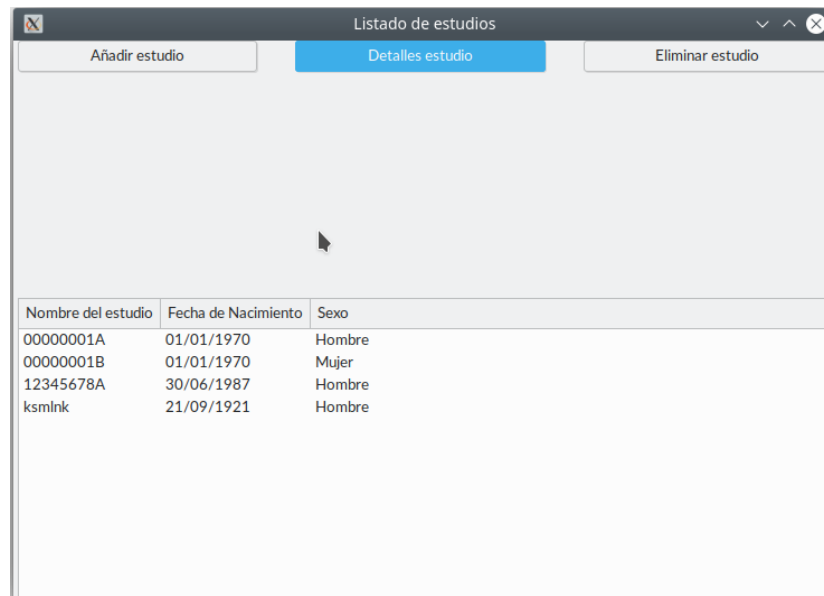 Listado de estudios
Añadir estudio Detalles estudio Eliminar estudio
Nombre del estudio Fecha de Nacimiento Sexo
00000001A 01/01/1970 Hombre
00000001B 01/01/1970 Mujer
12345678A 30/06/1987 Hombre
ksmlnk 21/09/1921 Hombre